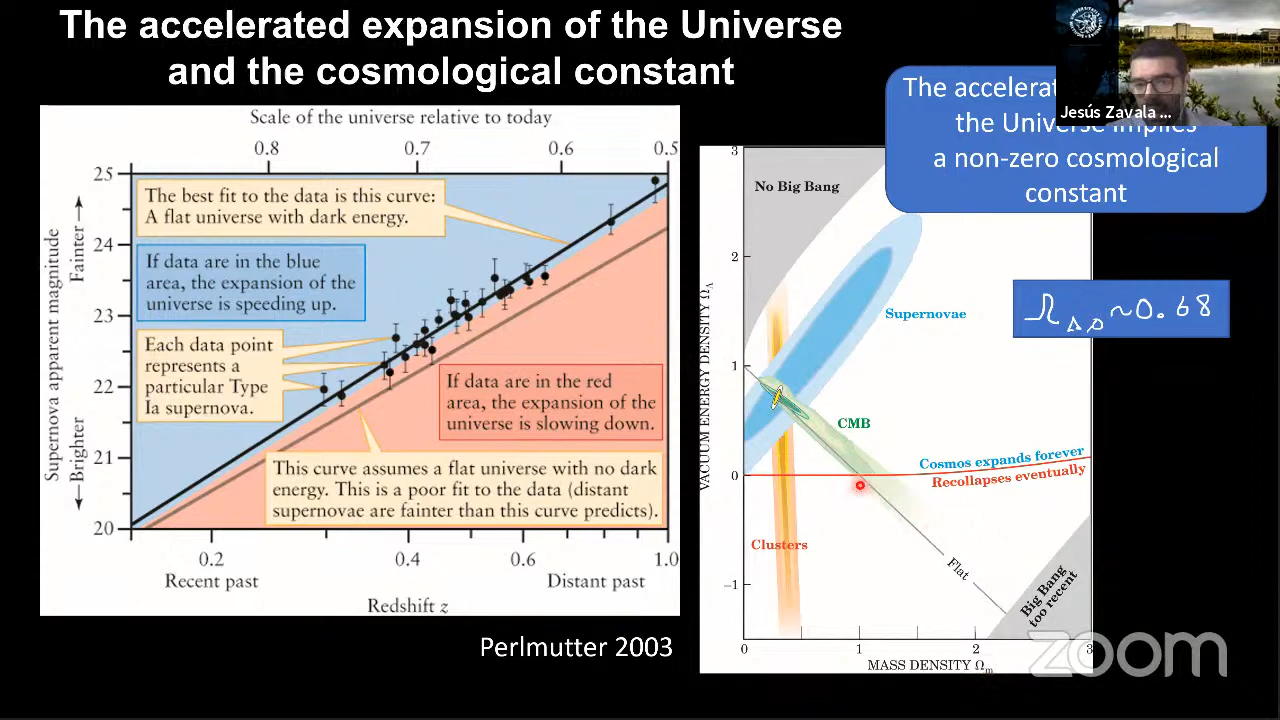 The accelerated expansion of the Universe
and the cosmological constant
Jesús Zavala ...
The accelerat
the Universe implies
a non-zero cosmological
constant
Scale of the universe relative to today
0.8 0.7 0.6 0.5
Supernova apparent magnitude
Fainter →
← Brighter
25
24
23
22
21
20
The best fit to the data is this curve:
A flat universe with dark energy.
If data are in the blue
area, the expansion of the
universe is speeding up.
Each data point
represents a
particular Type
Ia supernova.
If data are in the red
area, the expansion of the
universe is slowing down.
This curve assumes a flat universe with no dark
energy. This is a poor fit to the data (distant
supernovae are fainter than this curve predicts).
0.2 0.4 0.6 1.0
Recent past Distant past
Redshift z
Perlmutter 2003
VACUUM ENERGY DENSITY Ω_Λ
3
2
1
0
−1
No Big Bang
Supernovae
CMB
Cosmos expands forever
Recollapses eventually
Clusters
Flat
Big Bang
too recent
0 1 2 3
MASS DENSITY Ω_m
Ω_Λ,0 ~0.68
zoom